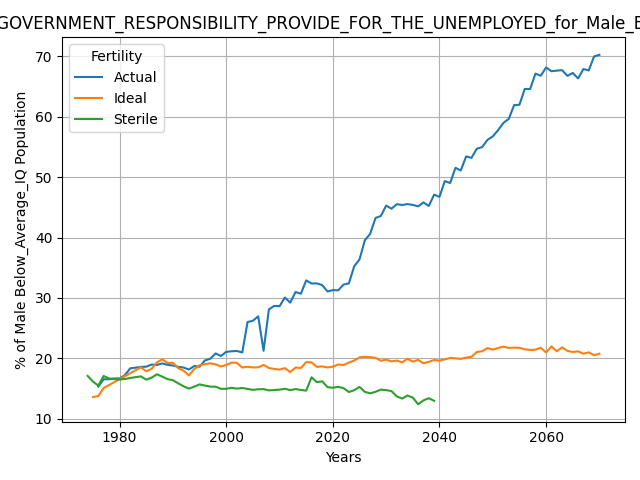 GOVERNMENT_RESPONSIBILITY_PROVIDE_FOR_THE_UNEMPLOYED_for_Male_
Fertility
Actual
Ideal
Sterile
% of Male Below_Average_IQ Population
70
60
50
40
30
20
10
1980 2000 2020 2040 2060
Years